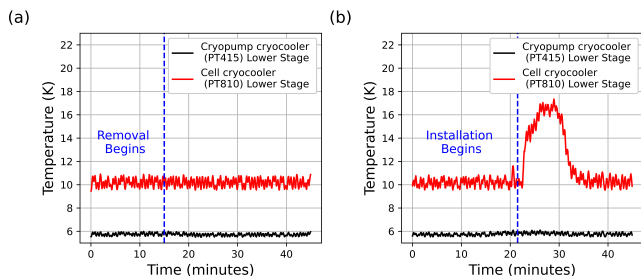 (a)
22
20
18
16
14
12
10
8
6
0
10
20
30
40
Temperature (K)
Time (minutes)
Cryopump cryocooler
(PT415) Lower Stage
Cell cryocooler
(PT810) Lower Stage
Removal
Begins
(b)
22
20
18
16
14
12
10
8
6
0
10
20
30
40
Temperature (K)
Time (minutes)
Cryopump cryocooler
(PT415) Lower Stage
Cell cryocooler
(PT810) Lower Stage
Installation
Begins